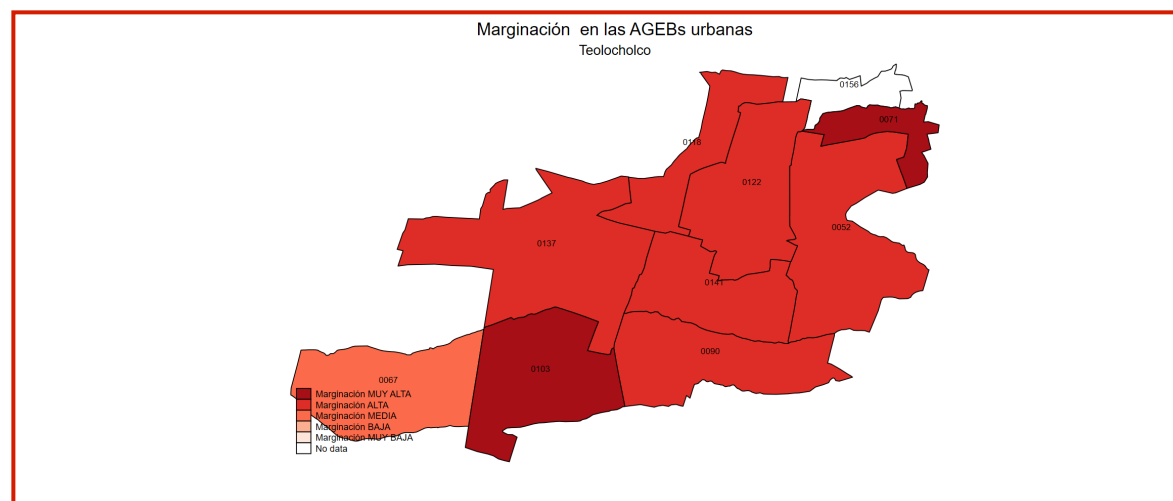 Marginación  en las AGEBs urbanas
Teolocholco
0156
0071
0118
0122
0052
0137
0141
0090
0103
0067
Marginación MUY ALTA
Marginación ALTA
Marginación MEDIA
Marginación BAJA
Marginación MUY BAJA
No data